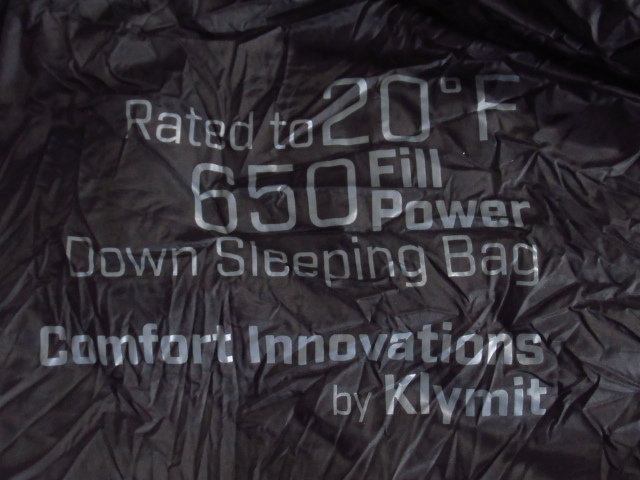 Rated to 20°F
650 Fill Power
Down Sleeping Bag
Comfort Innovations
by Klymit